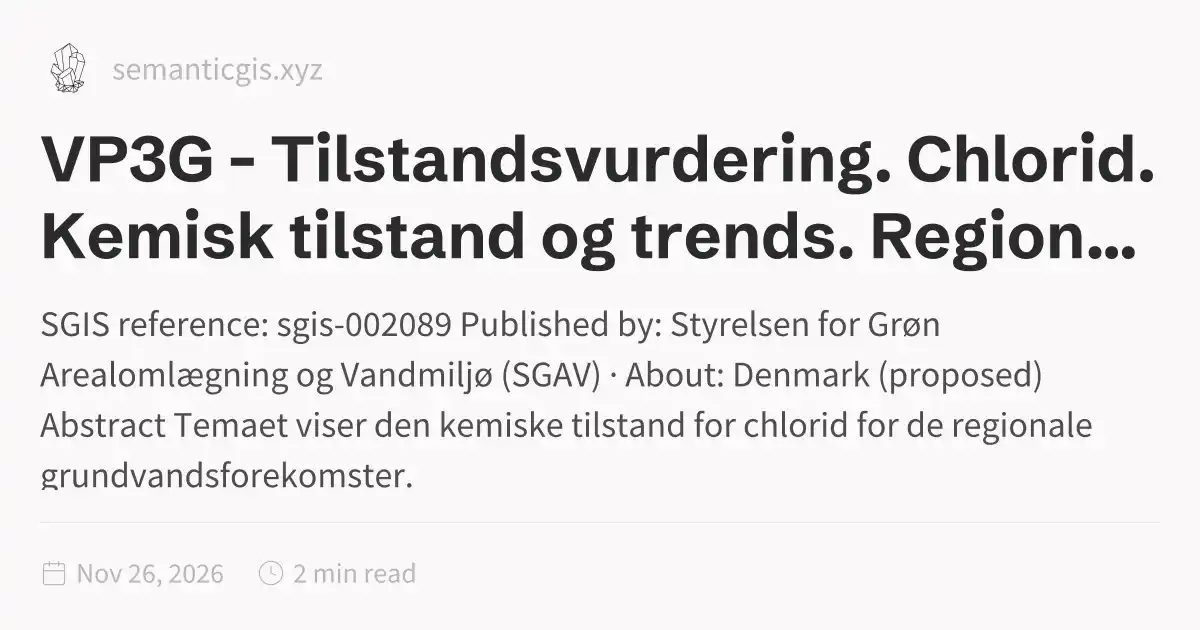 semanticgis.xyz
VP3G - Tilstandsvurdering. Chlorid.
Kemisk tilstand og trends. Region...
SGIS reference: sgis-002089 Published by: Styrelsen for Grøn
Arealomlægning og Vandmiljø (SGAV) · About: Denmark (proposed)
Abstract Temaet viser den kemiske tilstand for chlorid for de regionale
grundvandsforekomster.
Nov 26, 2026 2 min read